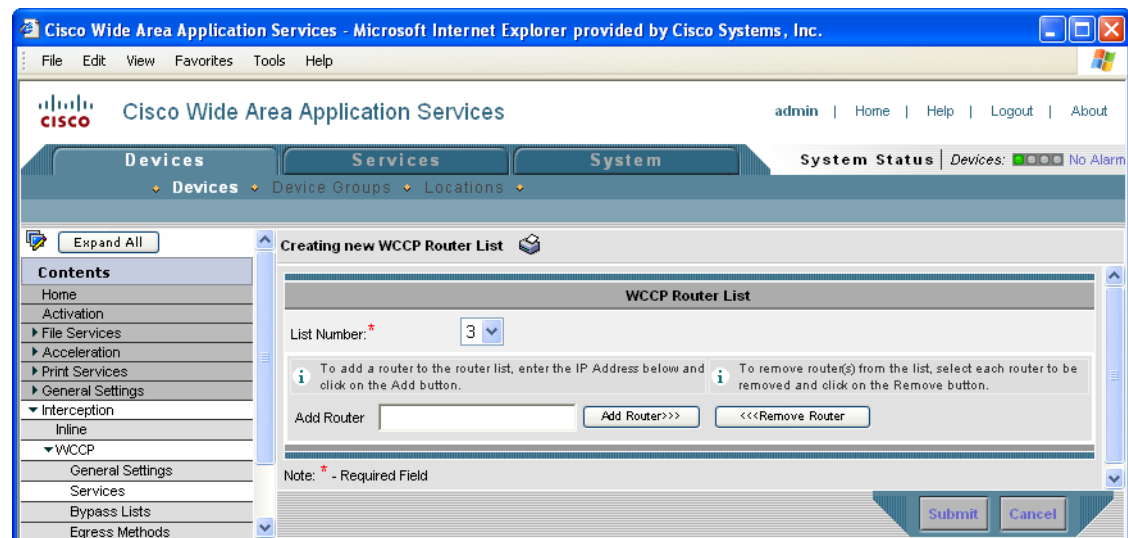 Cisco Wide Area Application Services - Microsoft Internet Explorer provided by Cisco Systems, Inc.
File Edit View Favorites Tools Help
CISCO Cisco Wide Area Application Services
admin | Home | Help | Logout | About
Devices Services System
System Status | Devices: No Alarm
Devices Device Groups Locations
Expand All
Creating new WCCP Router List
Contents
Home
Activation
File Services
Acceleration
Print Services
General Settings
Interception
Inline
WCCP
General Settings
Services
Bypass Lists
Egress Methods
WCCP Router List
List Number:* 3
To add a router to the router list, enter the IP Address below and
click on the Add button.
To remove router(s) from the list, select each router to be
removed and click on the Remove button.
Add Router
Add Router>>>
<<<Remove Router
Note: * - Required Field
Submit Cancel